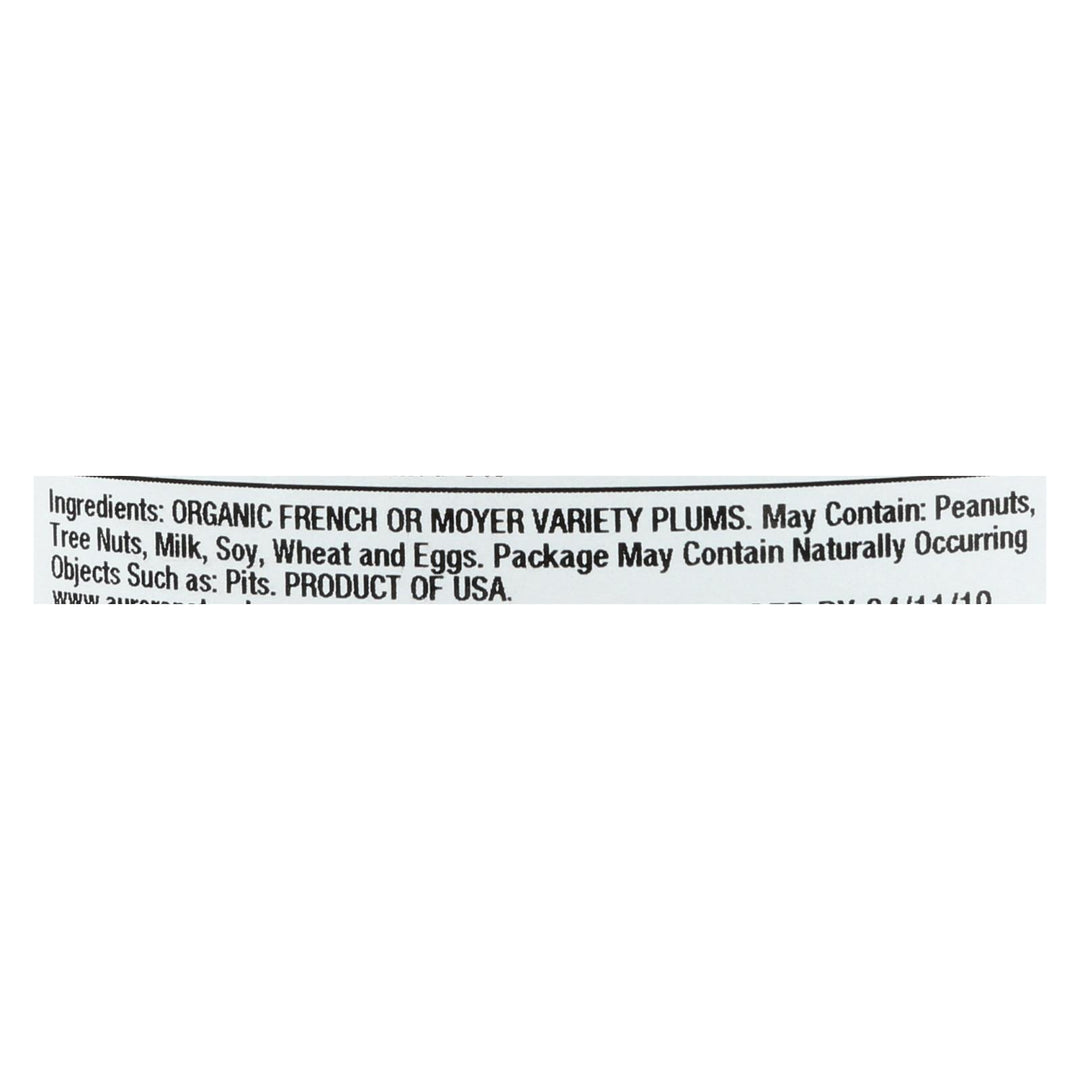 Ingredients: ORGANIC FRENCH OR MOYER VARIETY PLUMS. May Contain: Peanuts,
Tree Nuts, Milk, Soy, Wheat and Eggs. Package May Contain Naturally Occurring
Objects Such as: Pits. PRODUCT OF USA.